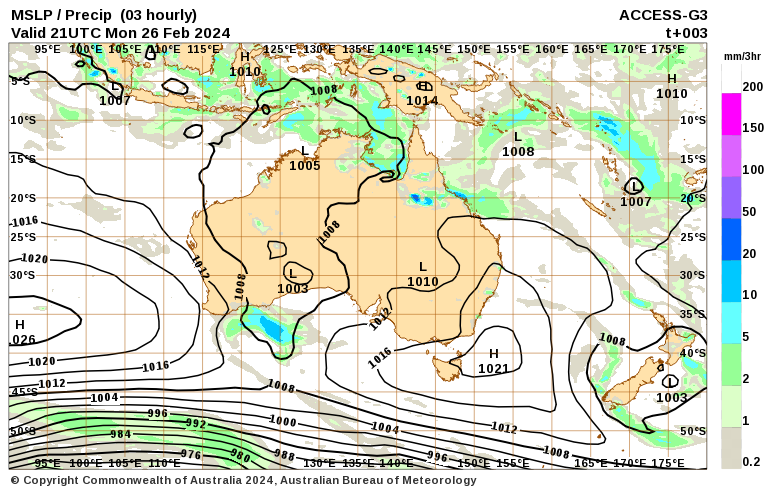 MSLP / Precip (03 hourly) ACCESS-G3
Valid 21UTC Mon 26 Feb 2024 t+003
95°E 100°E 105°E 110°E 115°E 125°E 130°E 135°E 140°E 145°E 150°E 155°E 160°E 165°E 170°E 175°E
mm/3hr
H
1010
5°S L H H 5°S
1007 1008 1014 1010 200
10°S 10°S
150
L L
15°S 1005 1008 15°S
100
L
20°S 1007 20°S
50
1016
25°S 1008 25°S
20
1020 1012
30°S L L 30°S
1008 1003 1010
10
H 35°S
026 1012 1008
5
1016 H 40°S
1020 1016 1021
L
1012 1008 1003 2
45°S 1004
996 992 1000 1004 1012 1
50°S 984 50°S
976 980 988 996 1008
0.2
95°E 100°E 105°E 110°E 130°E 135°E 140°E 150°E 155°E 165°E 170°E 175°E
© Copyright Commonwealth of Australia 2024, Australian Bureau of Meteorology